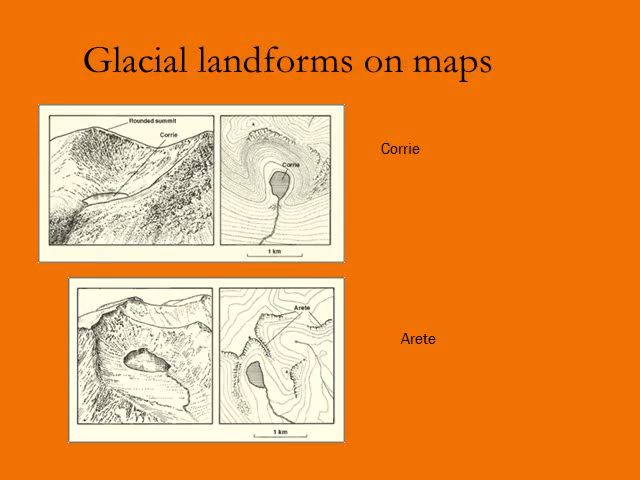 Glacial landforms on maps
Rounded summit
Corrie
Corrie
1 km
Corrie
Arete
1 km
Arete